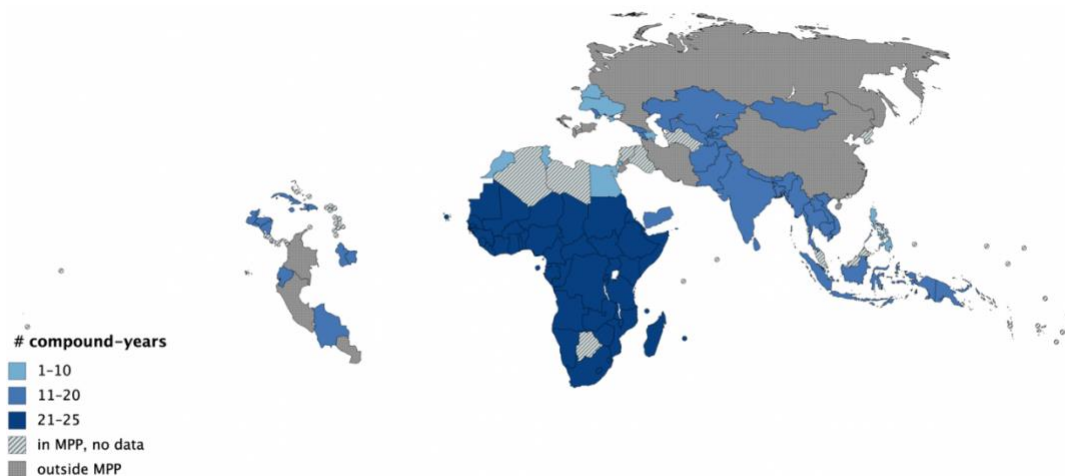 # compound-years
1-10
11-20
21-25
in MPP, no data
outside MPP